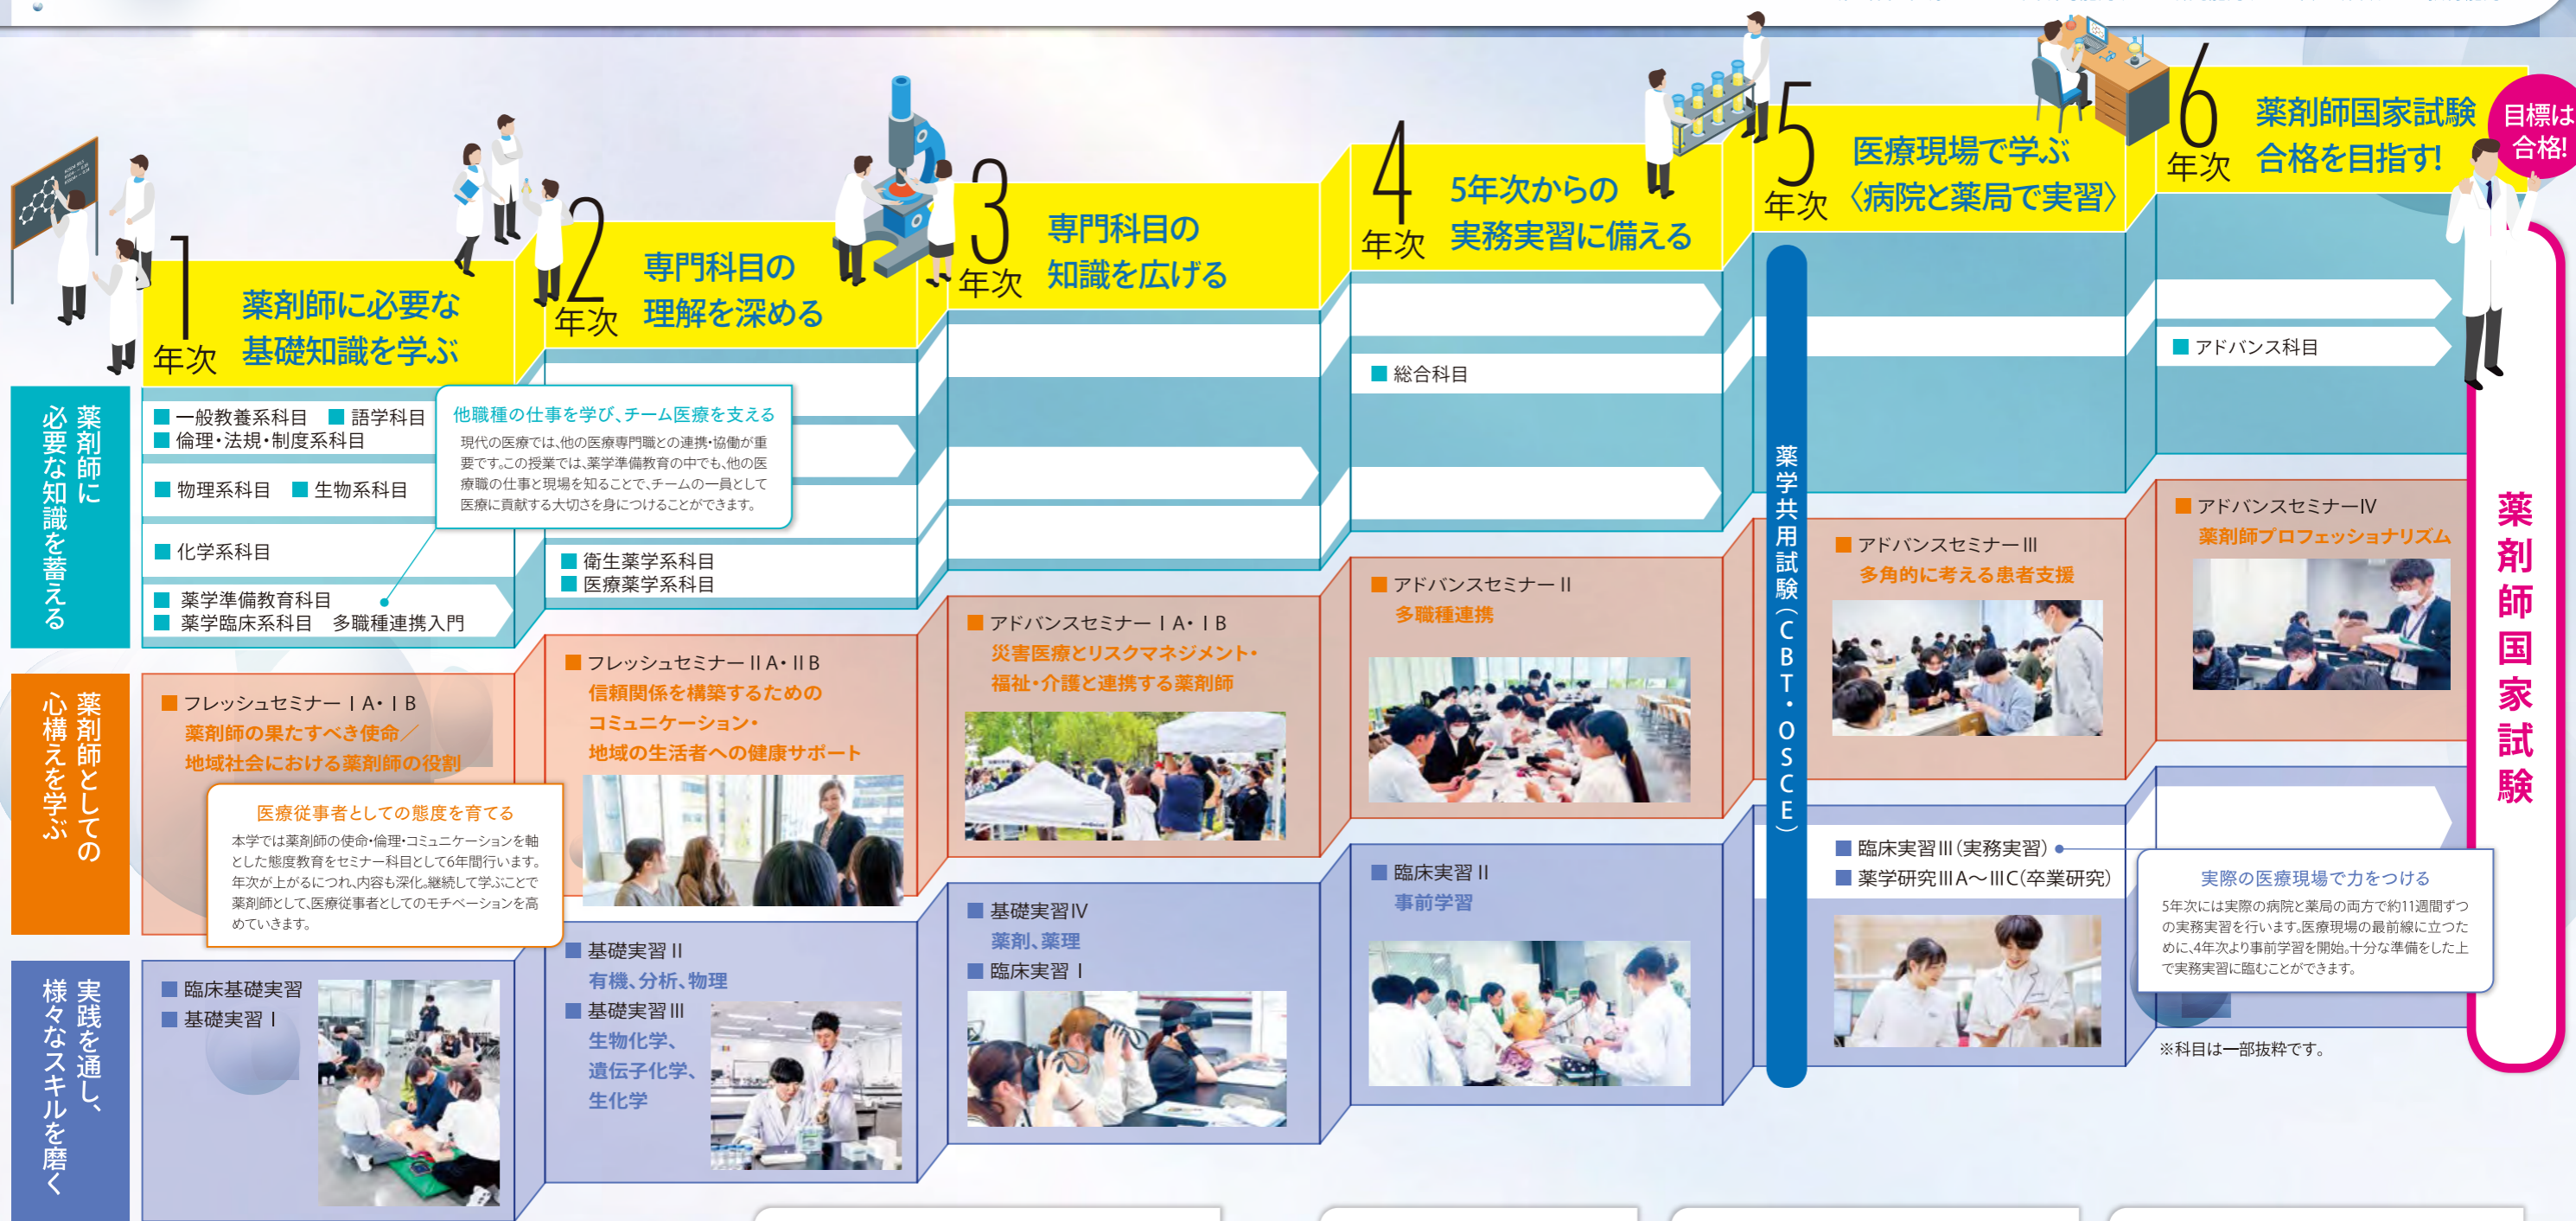 1
年次
薬剤師に必要な
基礎知識を学ぶ
2
年次
専門科目の
理解を深める
3
年次
専門科目の
知識を広げる
4
年次
5年次からの
実務実習に備える
5
年次
医療現場で学ぶ
〈病院と薬局で実習〉
6
年次
薬剤師国家試験
合格を目指す!
目標は
合格!
薬剤師に
必要な知識を蓄える
■ 一般教養系科目 ■ 語学科目
■ 倫理・法規・制度系科目
■ 物理系科目 ■ 生物系科目
■ 化学系科目
■ 薬学準備教育科目
■ 薬学臨床系科目 多職種連携入門
他職種の仕事を学び、チーム医療を支える
現代の医療では、他の医療専門職との連携・協働が重
要です。この授業では、薬学準備教育の中でも、他の医
療職の仕事と現場を知ることで、チームの一員として
医療に貢献する大切さを身につけることができます。
■ 衛生薬学系科目
■ 医療薬学系科目
■ 総合科目
■ アドバンス科目
薬剤師としての
心構えを学ぶ
■ フレッシュセミナーⅠA・ⅠB
薬剤師の果たすべき使命／
地域社会における薬剤師の役割
医療従事者としての態度を育てる
本学では薬剤師の使命・倫理・コミュニケーションを軸
とした態度教育をセミナー科目として6年間行います。
年次が上がるにつれ、内容も深化。継続して学ぶことで
薬剤師として、医療従事者としてのモチベーションを高
めていきます。
■ フレッシュセミナーⅡA・ⅡB
信頼関係を構築するための
コミュニケーション・
地域の生活者への健康サポート
■ アドバンスセミナーⅠA・ⅠB
災害医療とリスクマネジメント・
福祉・介護と連携する薬剤師
■ アドバンスセミナーⅡ
多職種連携
■ アドバンスセミナーⅢ
多角的に考える患者支援
■ アドバンスセミナーⅣ
薬剤師プロフェッショナリズム
実践を通し、
様々なスキルを磨く
■ 臨床基礎実習
■ 基礎実習Ⅰ
■ 基礎実習Ⅱ
有機、分析、物理
■ 基礎実習Ⅲ
生物化学、
遺伝子化学、
生化学
■ 基礎実習Ⅳ
薬剤、薬理
■ 臨床実習Ⅰ
■ 臨床実習Ⅱ
事前学習
薬学共用試験（CBT・OSCE）
■ 臨床実習Ⅲ（実務実習）
■ 薬学研究ⅢA～ⅢC（卒業研究）
実際の医療現場で力をつける
5年次には実際の病院と薬局の両方で約11週間ずつ
の実務実習を行います。医療現場の最前線に立つた
めに、4年次より事前学習を開始。十分な準備をした上
で実務実習に臨むことができます。
※科目は一部抜粋です。
薬剤師国家試験